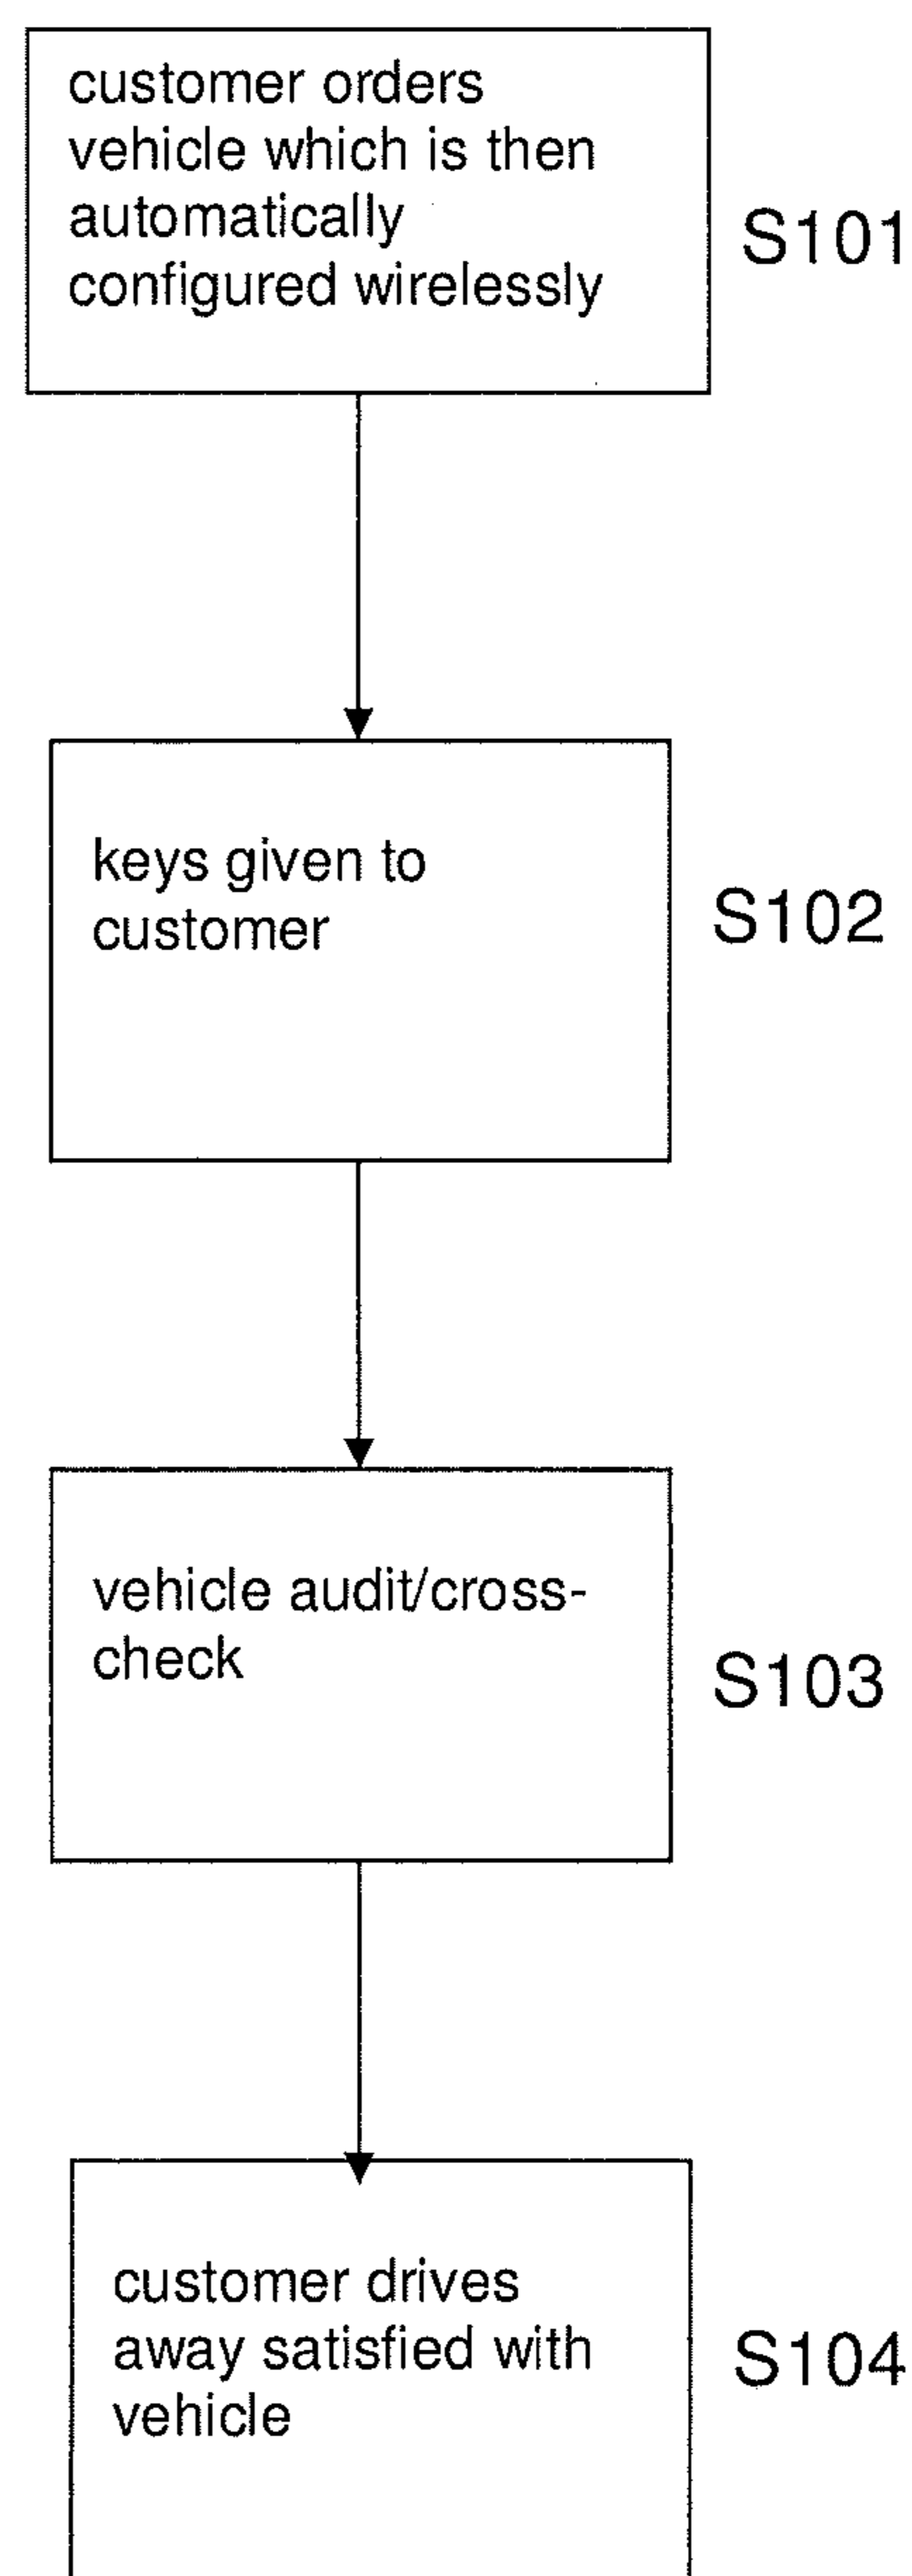 customer orders
vehicle which is then
automatically
configured wirelessly
S101
keys given to
customer
S102
vehicle audit/cross-
check
S103
customer drives
away satisfied with
vehicle
S104